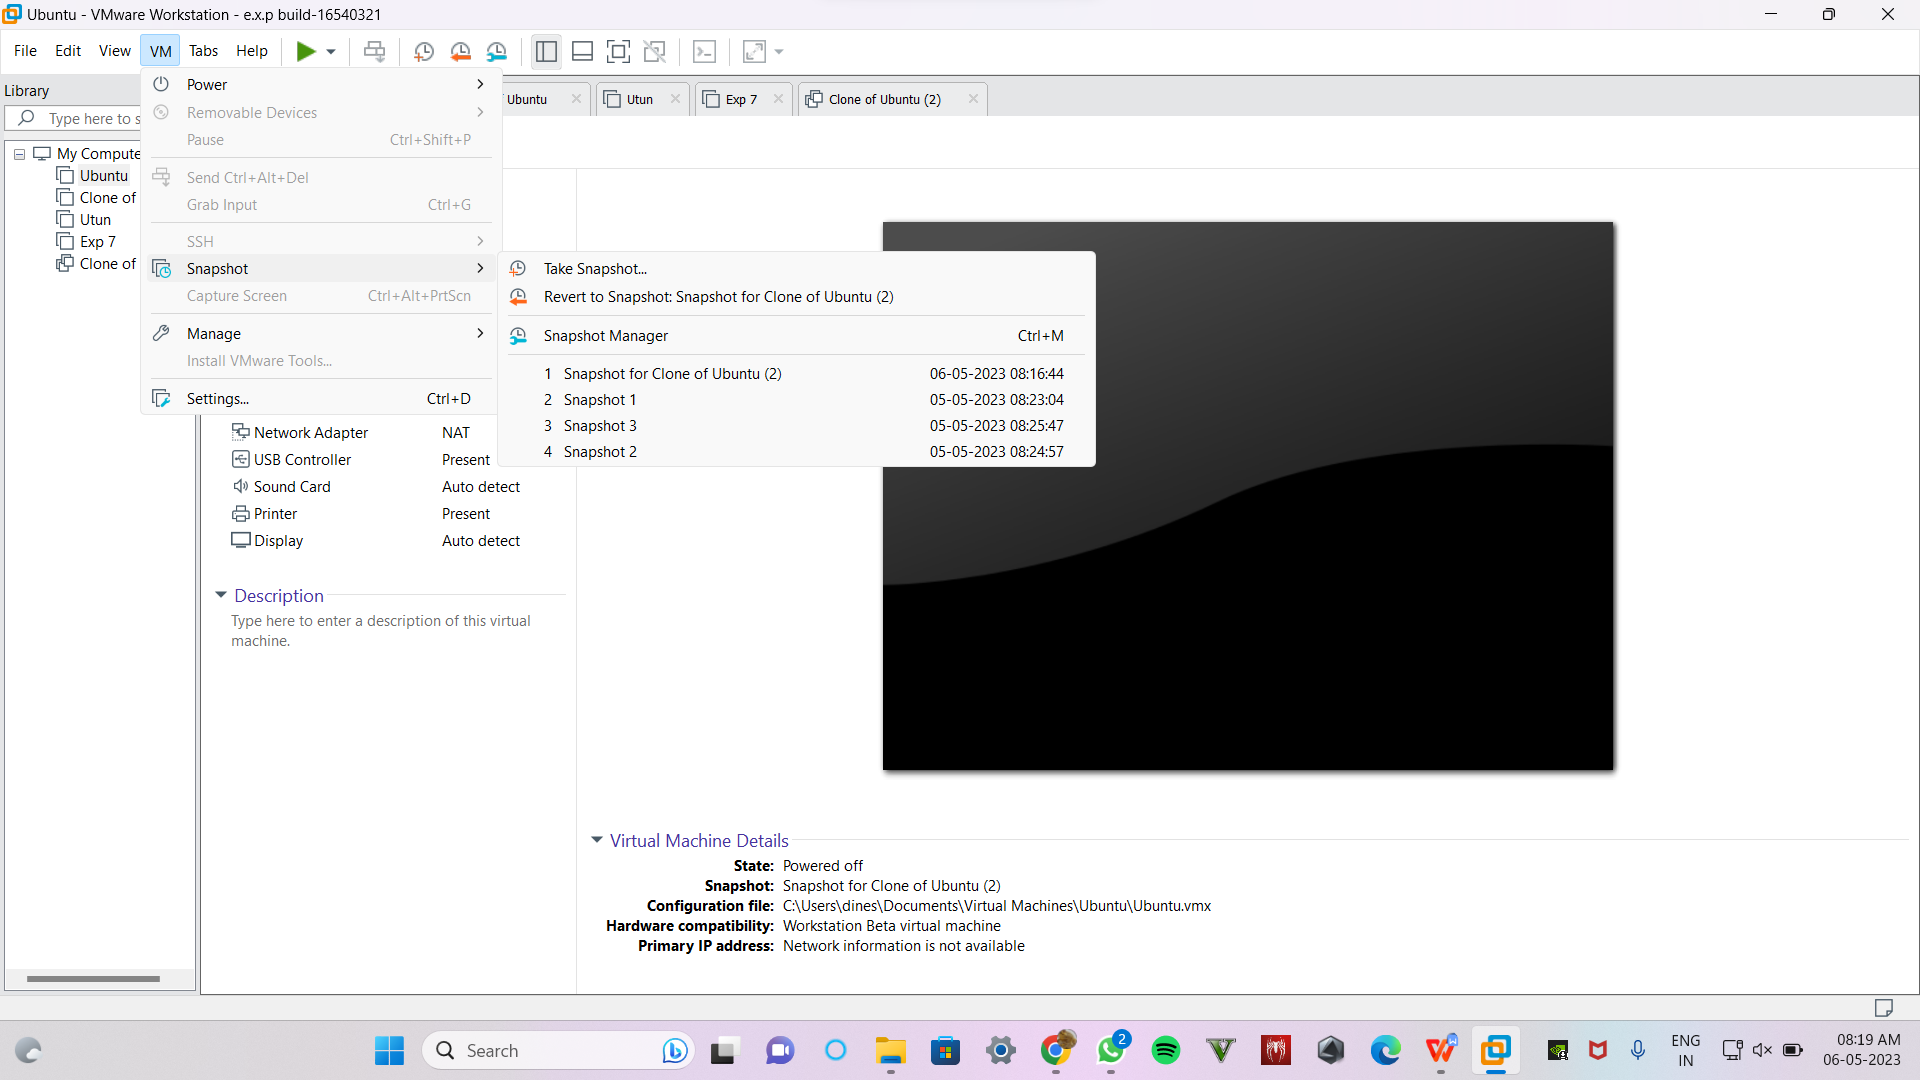 Ubuntu - VMware Workstation - e.x.p build-16540321
File Edit View VM Tabs Help
Library
Type here to s
My Compute
Ubuntu
Clone of
Utun
Exp 7
Clone of
Power
Removable Devices
Pause Ctrl+Shift+P
Send Ctrl+Alt+Del
Grab Input Ctrl+G
SSH
Snapshot
Capture Screen Ctrl+Alt+PrtScn
Manage
Install VMware Tools...
Settings... Ctrl+D
Ubuntu Utun Exp 7 Clone of Ubuntu (2)
Take Snapshot...
Revert to Snapshot: Snapshot for Clone of Ubuntu (2)
Snapshot Manager Ctrl+M
1 Snapshot for Clone of Ubuntu (2) 06-05-2023 08:16:44
2 Snapshot 1 05-05-2023 08:23:04
3 Snapshot 3 05-05-2023 08:25:47
4 Snapshot 2 05-05-2023 08:24:57
Network Adapter NAT
USB Controller Present
Sound Card Auto detect
Printer Present
Display Auto detect
Description
Type here to enter a description of this virtual
machine.
Virtual Machine Details
State: Powered off
Snapshot: Snapshot for Clone of Ubuntu (2)
Configuration file: C:\Users\dines\Documents\Virtual Machines\Ubuntu\Ubuntu.vmx
Hardware compatibility: Workstation Beta virtual machine
Primary IP address: Network information is not available
Search
2
ENG
IN
08:19 AM
06-05-2023